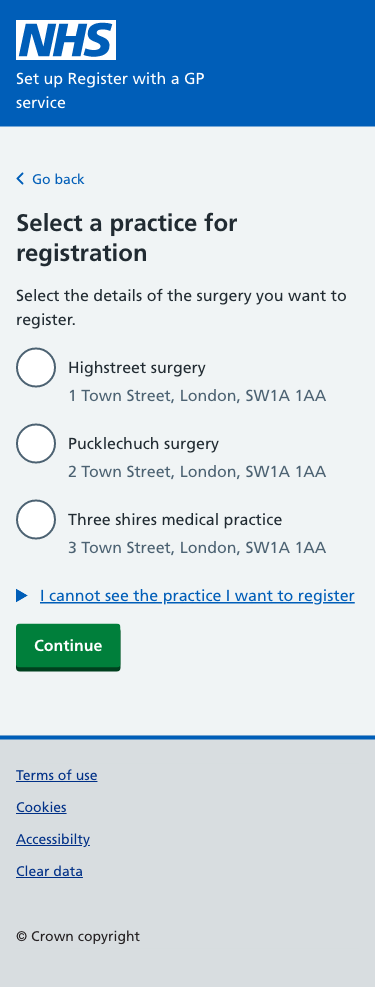 NHS
Set up Register with a GP
service
Go back
Select a practice for
registration
Select the details of the surgery you want to
register.
Highstreet surgery
1 Town Street, London, SW1A 1AA
Pucklechuch surgery
2 Town Street, London, SW1A 1AA
Three shires medical practice
3 Town Street, London, SW1A 1AA
I cannot see the practice I want to register
Continue
Terms of use
Cookies
Accessibilty
Clear data
© Crown copyright